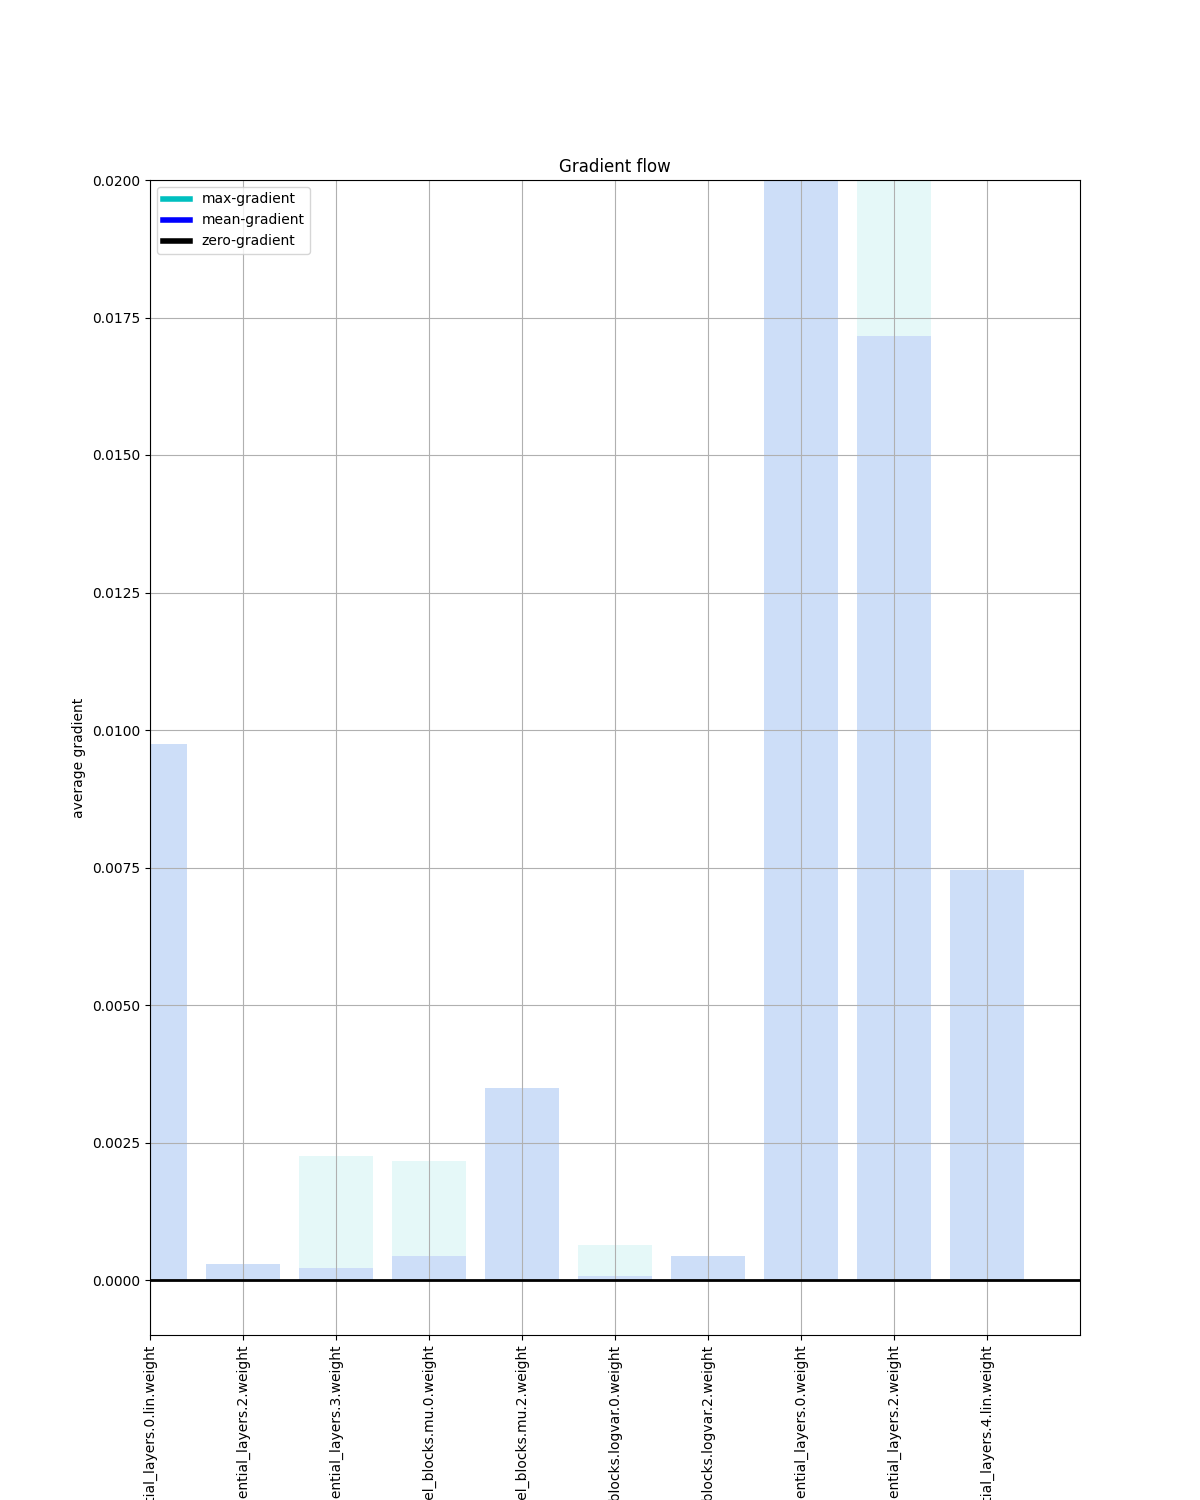 Gradient flow
max-gradient
mean-gradient
zero-gradient
0.0200
0.0175
0.0150
0.0125
0.0100
0.0075
0.0050
0.0025
0.0000
average gradient
tial_layers.0.lin.weight
ential_layers.2.weight
ential_layers.3.weight
el_blocks.mu.0.weight
el_blocks.mu.2.weight
blocks.logvar.0.weight
blocks.logvar.2.weight
ential_layers.0.weight
ential_layers.2.weight
tial_layers.4.lin.weight